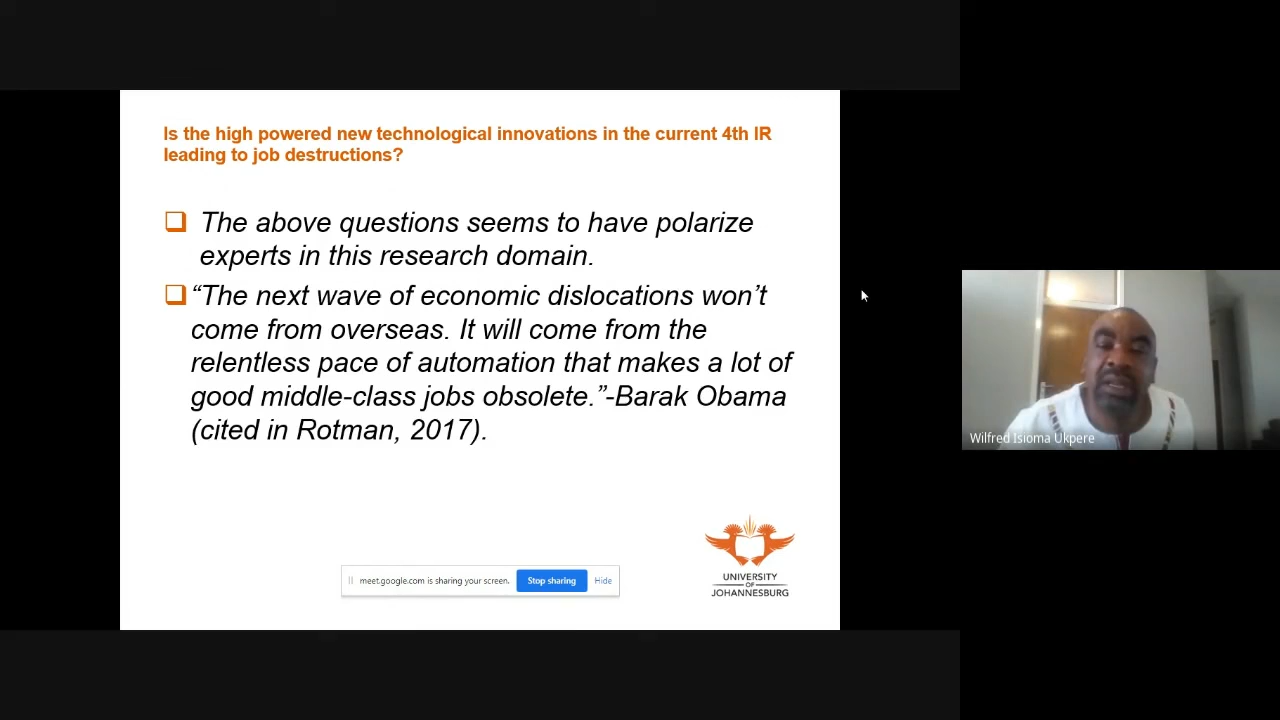 Is the high powered new technological innovations in the current 4th IR
leading to job destructions?
The above questions seems to have polarize
experts in this research domain.
“The next wave of economic dislocations won’t
come from overseas. It will come from the
relentless pace of automation that makes a lot of
good middle-class jobs obsolete.”-Barak Obama
(cited in Rotman, 2017).
Wilfred Isioma Ukpere
meet.google.com is sharing your screen. Stop sharing Hide
UNIVERSITY
OF
JOHANNESBURG